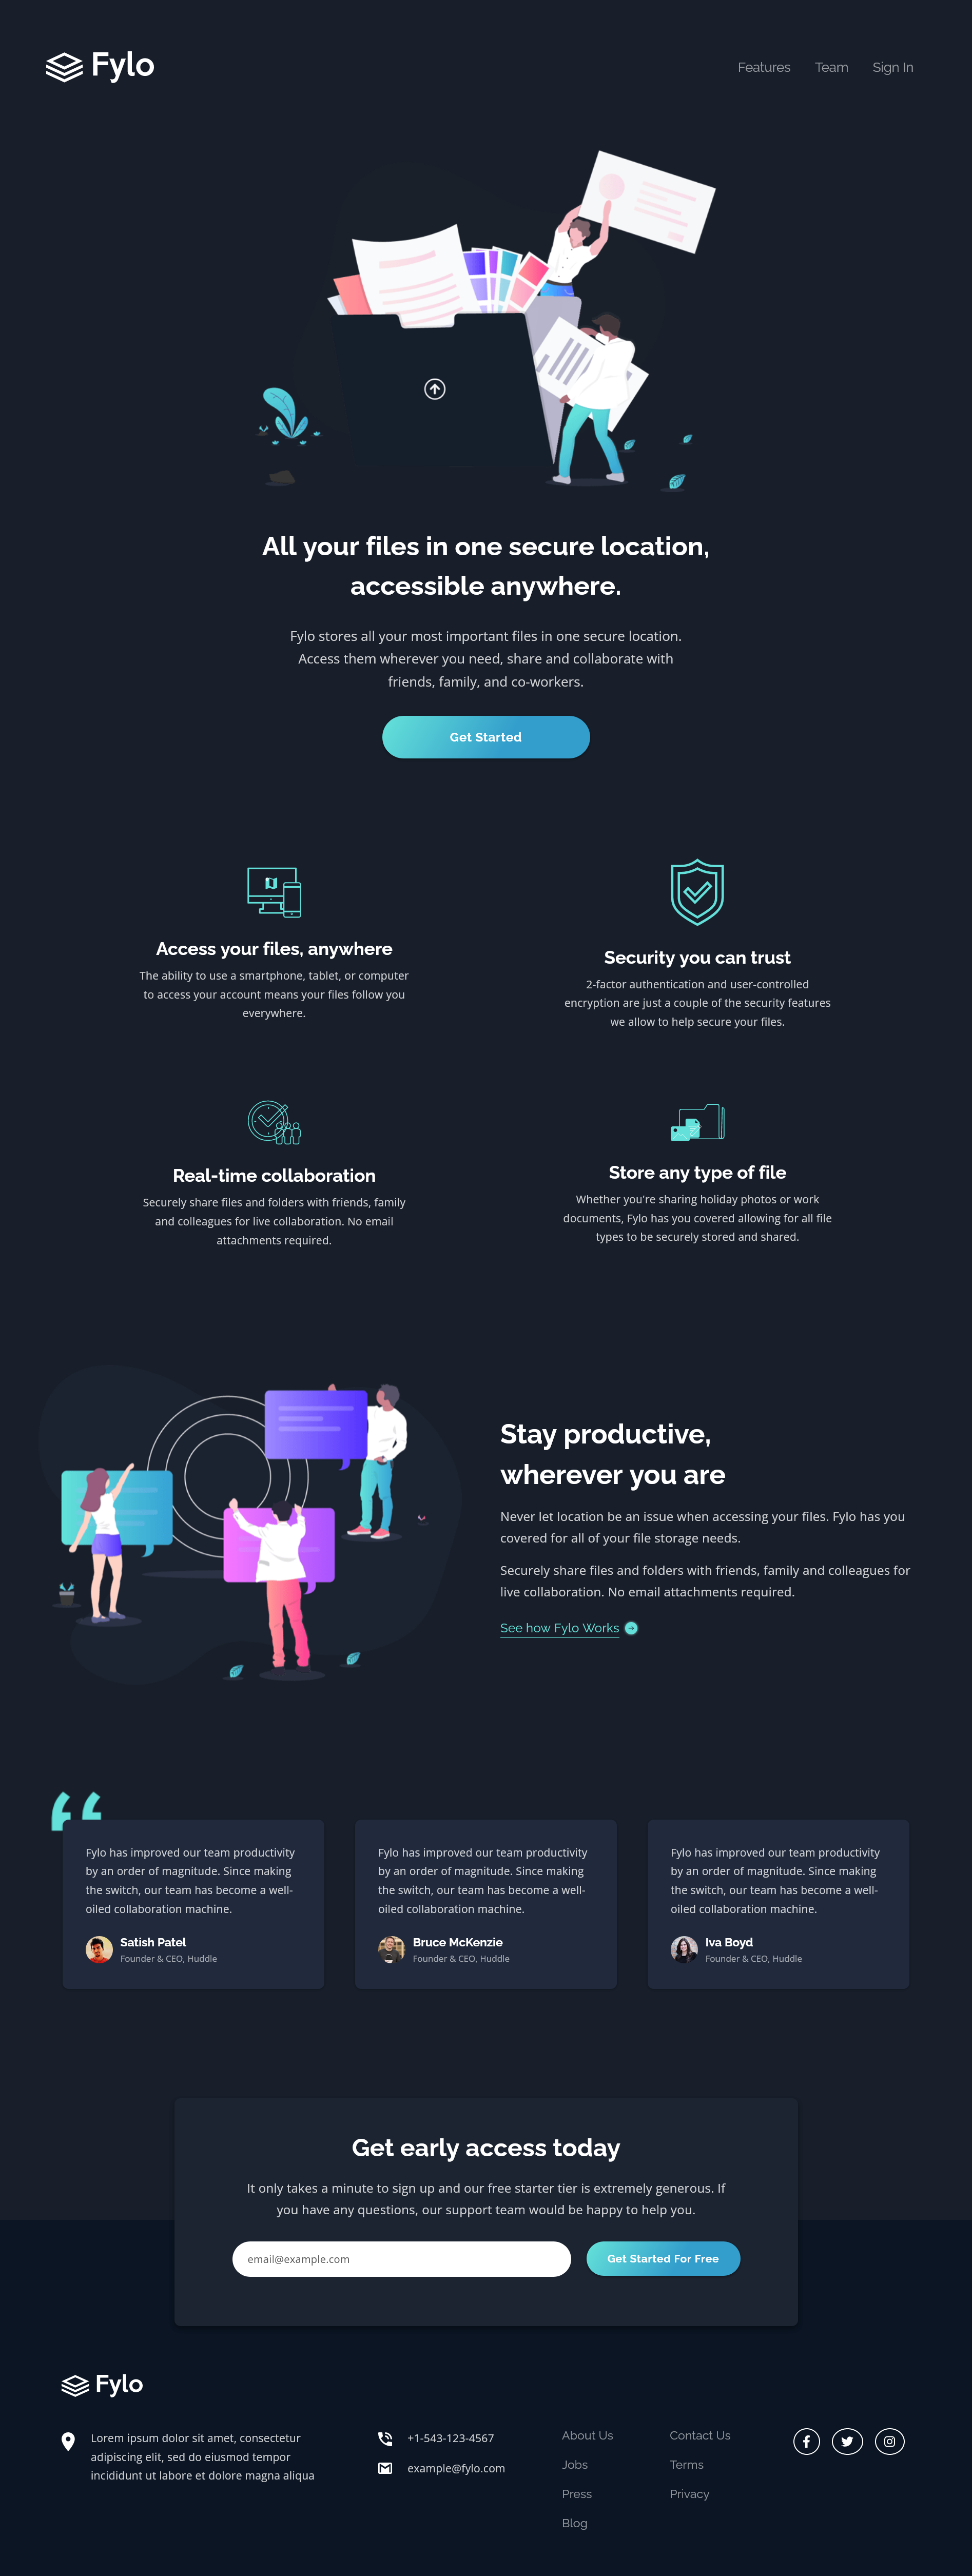 Fylo
Features
Team
Sign In
All your files in one secure location,
accessible anywhere.
Fylo stores all your most important files in one secure location.
Access them wherever you need, share and collaborate with
friends, family, and co-workers.
Get Started
Access your files, anywhere
The ability to use a smartphone, tablet, or computer
to access your account means your files follow you
everywhere.
Security you can trust
2-factor authentication and user-controlled
encryption are just a couple of the security features
we allow to help secure your files.
Real-time collaboration
Securely share files and folders with friends, family
and colleagues for live collaboration. No email
attachments required.
Store any type of file
Whether you're sharing holiday photos or work
documents, Fylo has you covered allowing for all file
types to be securely stored and shared.
Stay productive,
wherever you are
Never let location be an issue when accessing your files. Fylo has you
covered for all of your file storage needs.
Securely share files and folders with friends, family and colleagues for
live collaboration. No email attachments required.
See how Fylo Works
Fylo has improved our team productivity
by an order of magnitude. Since making
the switch, our team has become a well-
oiled collaboration machine.
Satish Patel
Founder & CEO, Huddle
Fylo has improved our team productivity
by an order of magnitude. Since making
the switch, our team has become a well-
oiled collaboration machine.
Bruce McKenzie
Founder & CEO, Huddle
Fylo has improved our team productivity
by an order of magnitude. Since making
the switch, our team has become a well-
oiled collaboration machine.
Iva Boyd
Founder & CEO, Huddle
Get early access today
It only takes a minute to sign up and our free starter tier is extremely generous. If
you have any questions, our support team would be happy to help you.
email@example.com
Get Started For Free
Fylo
Lorem ipsum dolor sit amet, consectetur
adipiscing elit, sed do eiusmod tempor
incididunt ut labore et dolore magna aliqua
+1-543-123-4567
example@fylo.com
About Us
Jobs
Press
Blog
Contact Us
Terms
Privacy